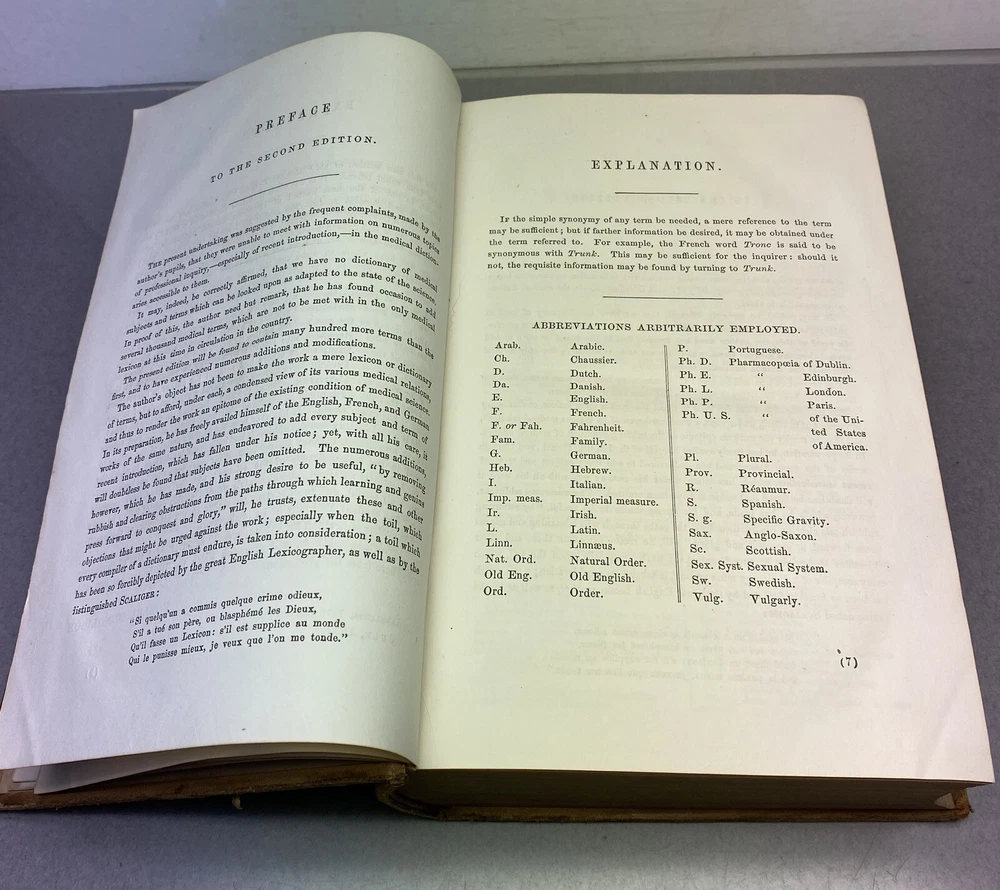 PREFACE
TO THE SECOND EDITION.
The present undertaking was suggested by the frequent complaints, made by the
author's pupils, that they were unable to meet with information on numerous topics
of professional inquiry,—especially of recent introduction,—in the medical diction-
aries accessible to them.
It may, indeed, be correctly affirmed, that we have no dictionary of medical
subjects and terms which can be looked upon as adapted to the state of the science.
In proof of this, the author need but remark, that he has found occasion to add
several thousand medical terms, which are not to be met with in the only medical
lexicon at this time in circulation in the country.
The present edition will be found to contain many hundred more terms than the
first, and to have experienced numerous additions and modifications.
The author's object has not been to make the work a mere lexicon or dictionary
of terms, but to afford, under each, a condensed view of its various medical relations,
and thus to render the work an epitome of the existing condition of medical science.
In its preparation, he has freely availed himself of the English, French, and German
works of the same nature, and has endeavored to add every subject and term of
recent introduction, which has fallen under his notice; yet, with all his care, it
will doubtless be found that subjects have been omitted. The numerous additions,
however, which he has made, and his strong desire to be useful, "by removing
rubbish and clearing obstructions from the paths through which learning and genius
press forward to conquest and glory," will, he trusts, extenuate these and other
objections that might be urged against the work; especially when the toil, which
every compiler of a dictionary must endure, is taken into consideration; a toil which
has been so forcibly depicted by the great English Lexicographer, as well as by the
distinguished SCALIGER:
"Si quelqu'un a commis quelque crime odieux,
S'il a tué son père, ou blasphémé les Dieux,
Qu'il fasse un Lexicon: s'il est supplice au monde
Qui le punisse mieux, je veux que l'on me tonde."
EXPLANATION.
If the simple synonymy of any term be needed, a mere reference to the term
may be sufficient; but if farther information be desired, it may be obtained under
the term referred to. For example, the French word Tronc is said to be
synonymous with Trunk. This may be sufficient for the inquirer: should it
not, the requisite information may be found by turning to Trunk.
ABBREVIATIONS ARBITRARILY EMPLOYED.
Arab. Arabic.
Ch. Chaussier.
D. Dutch.
Da. Danish.
E. English.
F. French.
F. or Fah. Fahrenheit.
Fam. Family.
G. German.
Heb. Hebrew.
I. Italian.
Imp. meas. Imperial measure.
Ir. Irish.
L. Latin.
Linn. Linnæus.
Nat. Ord. Natural Order.
Old Eng. Old English.
Ord. Order.
P. Portuguese.
Ph. D. Pharmacopœia of Dublin.
Ph. E. " Edinburgh.
Ph. L. " London.
Ph. P. " Paris.
Ph. U. S. " of the Uni-
ted States
of America.
Pl. Plural.
Prov. Provincial.
R. Réaumur.
S. Spanish.
S. g. Specific Gravity.
Sax. Anglo-Saxon.
Sc. Scottish.
Sex. Syst. Sexual System.
Sw. Swedish.
Vulg. Vulgarly.
(7)